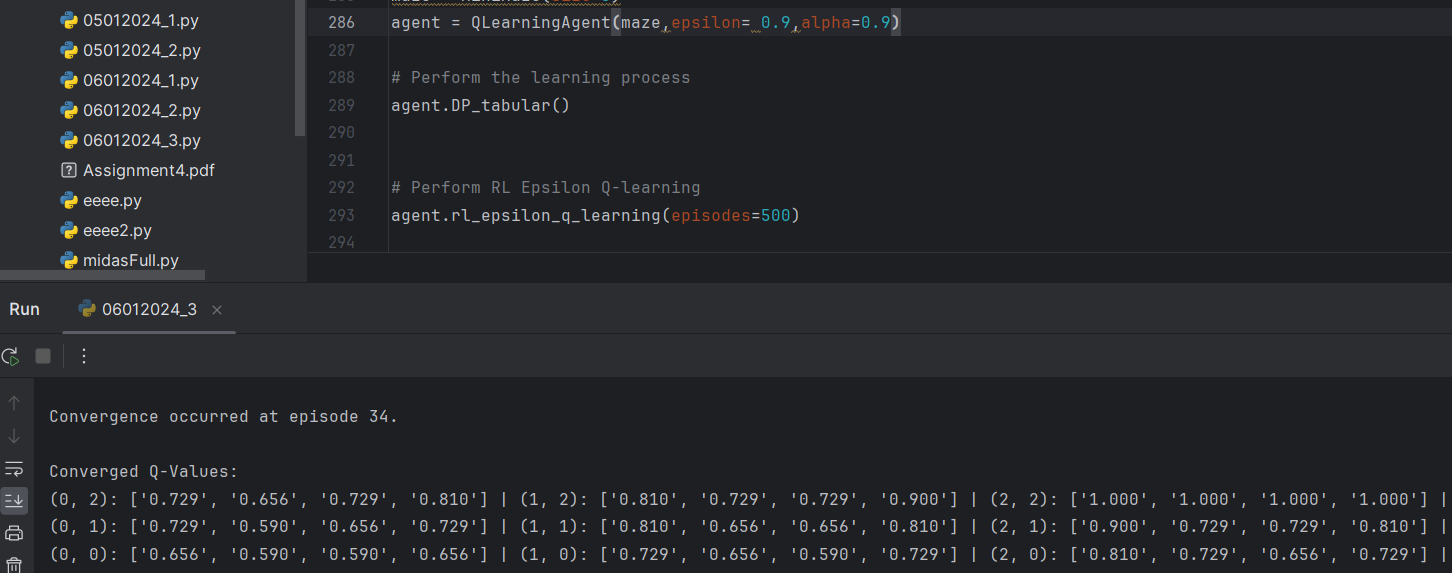 05012024_1.py
05012024_2.py
06012024_1.py
06012024_2.py
06012024_3.py
Assignment4.pdf
eeee.py
eeee2.py
midasFull.py
286 agent = QLearningAgent(maze,epsilon= 0.9,alpha=0.9)
287
288 # Perform the learning process
289 agent.DP_tabular()
290
291
292 # Perform RL Epsilon Q-learning
293 agent.rl_epsilon_q_learning(episodes=500)
294
Run 06012024_3
Convergence occurred at episode 34.
Converged Q-Values:
(0, 2): ['0.729', '0.656', '0.729', '0.810'] | (1, 2): ['0.810', '0.729', '0.729', '0.900'] | (2, 2): ['1.000', '1.000', '1.000', '1.000'] |
(0, 1): ['0.729', '0.590', '0.656', '0.729'] | (1, 1): ['0.810', '0.656', '0.656', '0.810'] | (2, 1): ['0.900', '0.729', '0.729', '0.810'] |
(0, 0): ['0.656', '0.590', '0.590', '0.656'] | (1, 0): ['0.729', '0.656', '0.590', '0.729'] | (2, 0): ['0.810', '0.729', '0.656', '0.729'] |